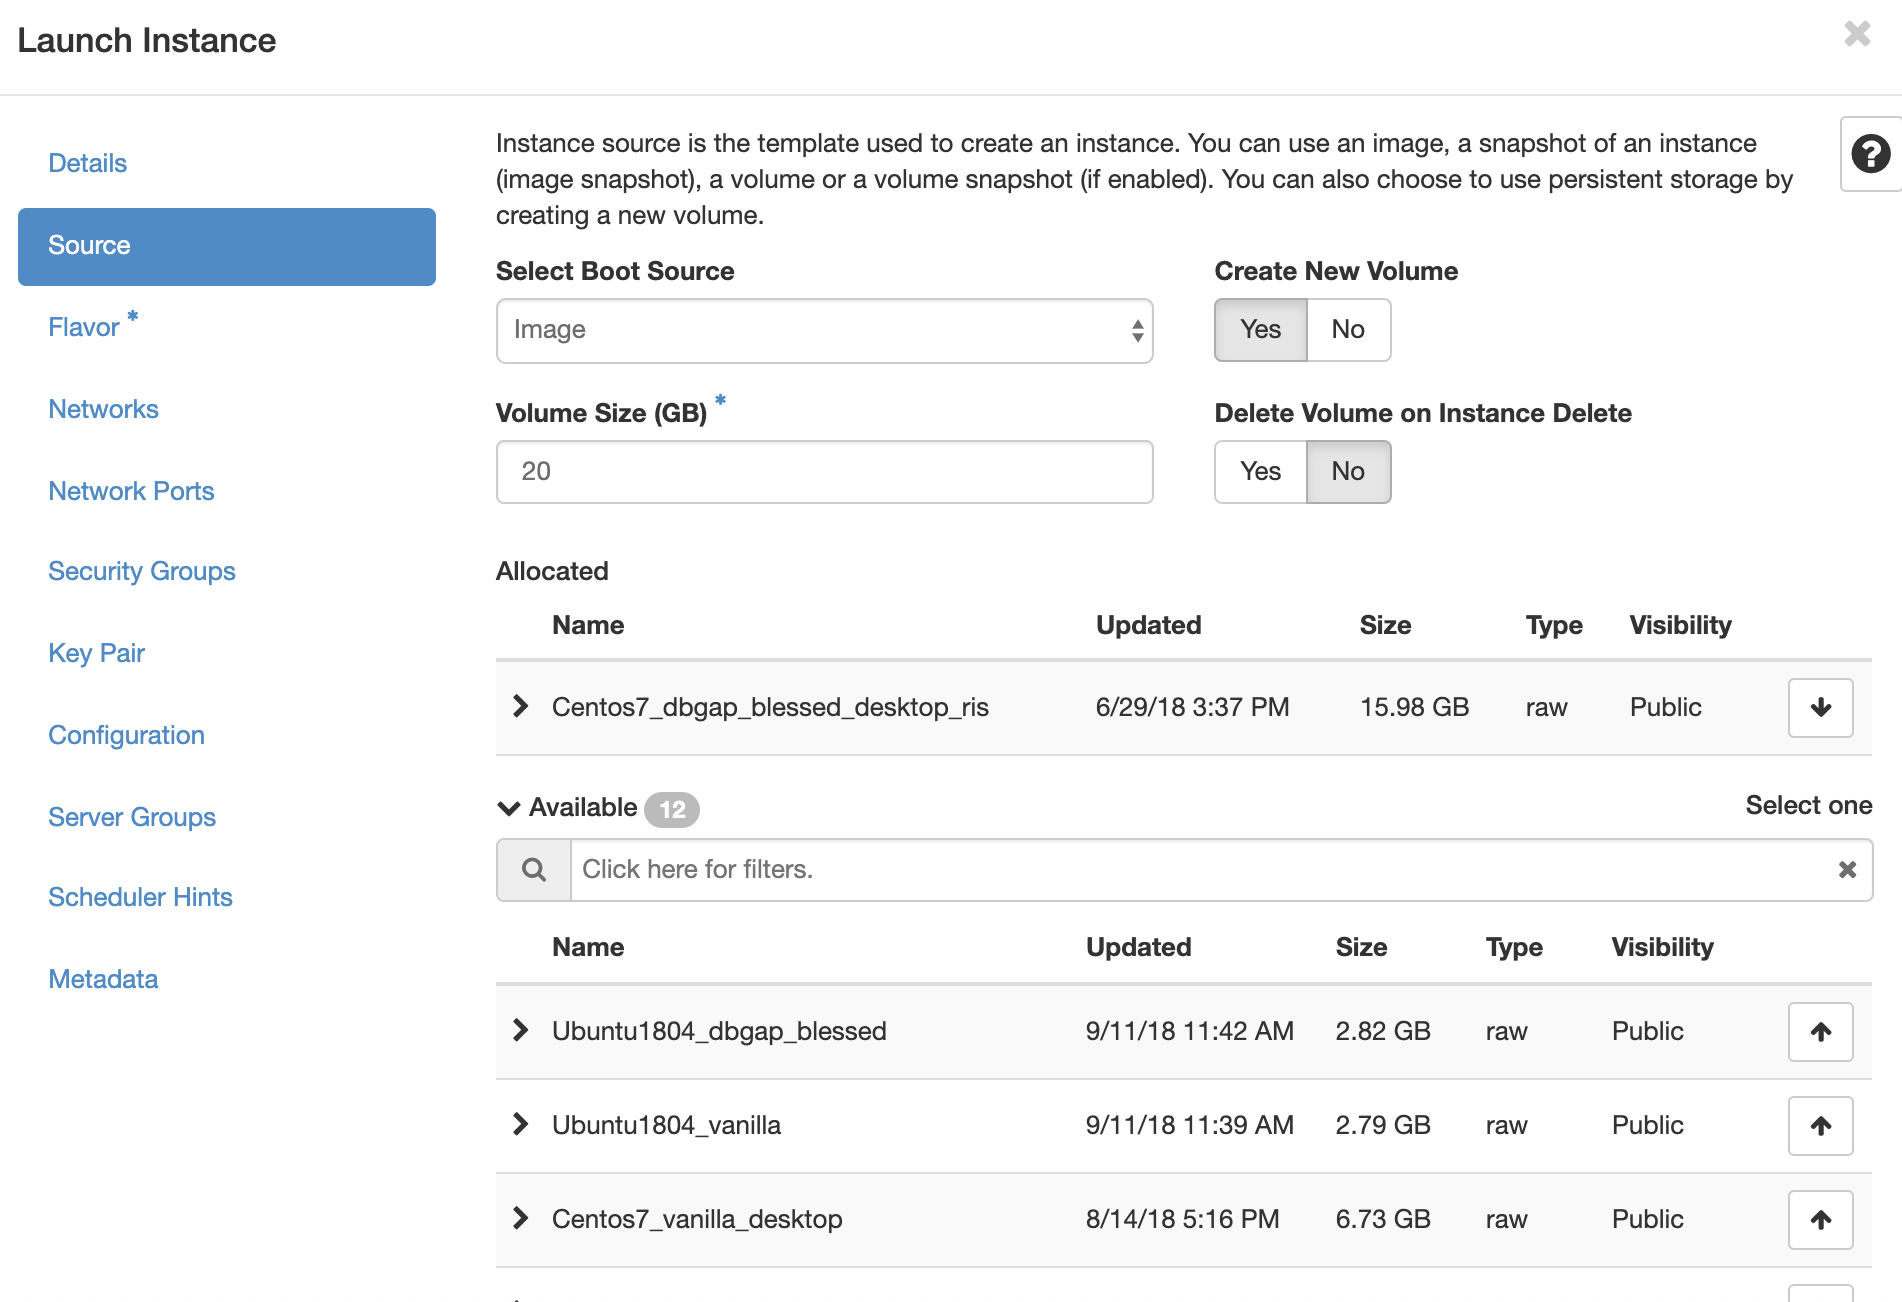 Launch Instance
Details
Source
Flavor *
Networks
Network Ports
Security Groups
Key Pair
Configuration
Server Groups
Scheduler Hints
Metadata
Instance source is the template used to create an instance. You can use an image, a snapshot of an instance
(image snapshot), a volume or a volume snapshot (if enabled). You can also choose to use persistent storage by
creating a new volume.
Select Boot Source
Image
Create New Volume
Yes No
Volume Size (GB) *
20
Delete Volume on Instance Delete
Yes No
Allocated
Name Updated Size Type Visibility
Centos7_dbgap_blessed_desktop_ris 6/29/18 3:37 PM 15.98 GB raw Public
Available 12
Select one
Click here for filters.
Name Updated Size Type Visibility
Ubuntu1804_dbgap_blessed 9/11/18 11:42 AM 2.82 GB raw Public
Ubuntu1804_vanilla 9/11/18 11:39 AM 2.79 GB raw Public
Centos7_vanilla_desktop 8/14/18 5:16 PM 6.73 GB raw Public